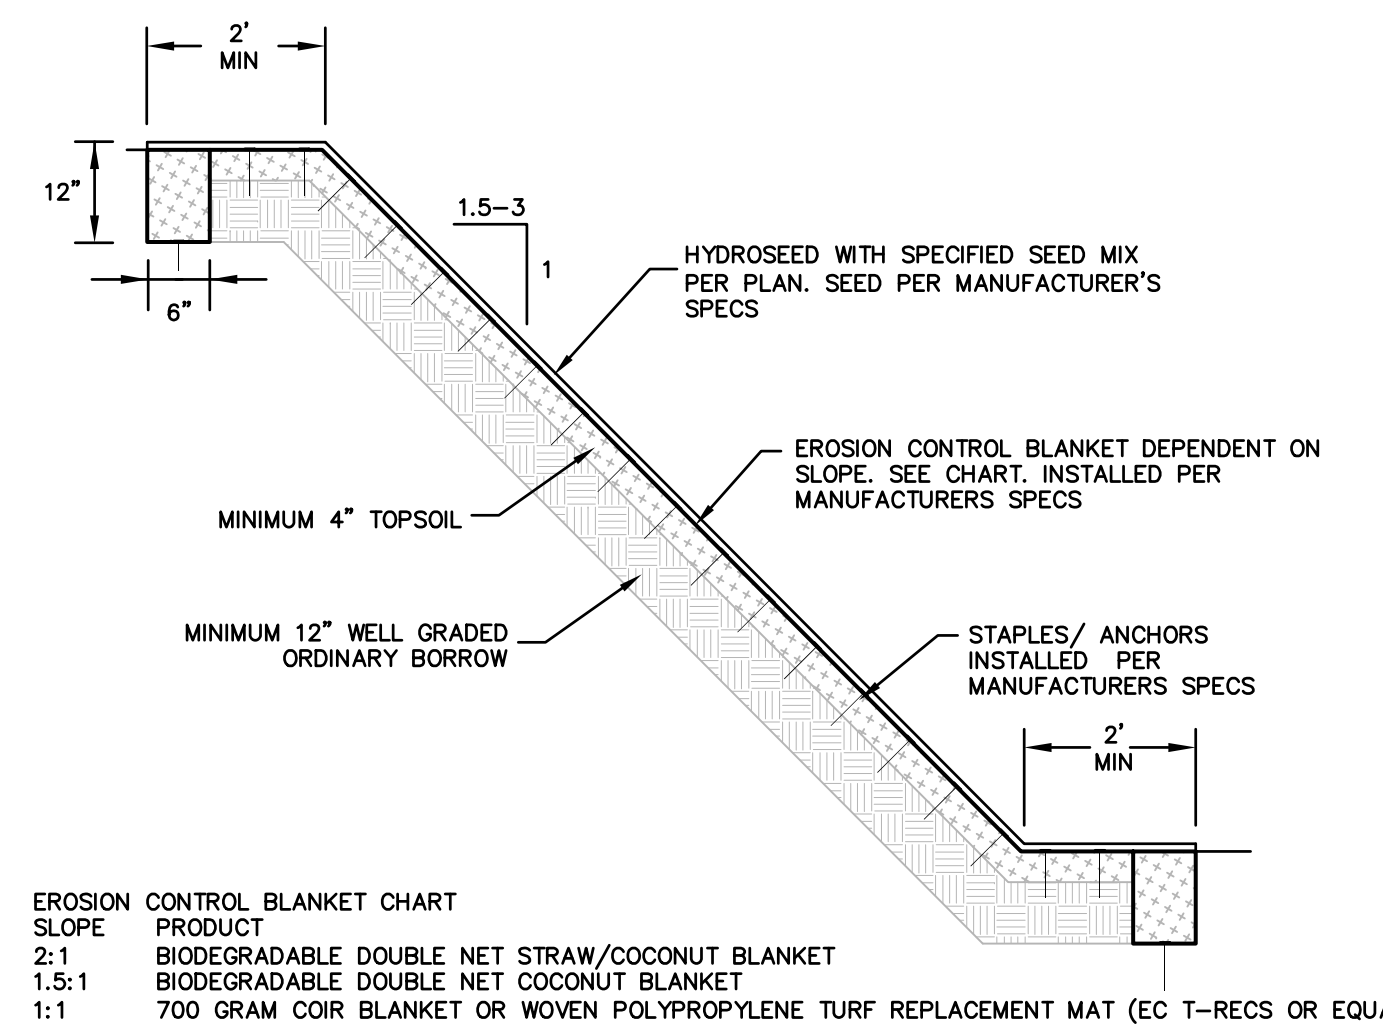 2'
MIN
12"
6"
1.5-3
1
HYDROSEED WITH SPECIFIED SEED MIX
PER PLAN. SEED PER MANUFACTURER'S
SPECS
EROSION CONTROL BLANKET DEPENDENT ON
SLOPE. SEE CHART. INSTALLED PER
MANUFACTURERS SPECS
MINIMUM 4" TOPSOIL
MINIMUM 12" WELL GRADED
ORDINARY BORROW
STAPLES/ ANCHORS
INSTALLED PER
MANUFACTURERS SPECS
2'
MIN
EROSION CONTROL BLANKET CHART
SLOPE PRODUCT
2:1 BIODEGRADABLE DOUBLE NET STRAW/COCONUT BLANKET
1.5:1 BIODEGRADABLE DOUBLE NET COCONUT BLANKET
1:1 700 GRAM COIR BLANKET OR WOVEN POLYPROPYLENE TURF REPLACEMENT MAT (EC T-RECS OR